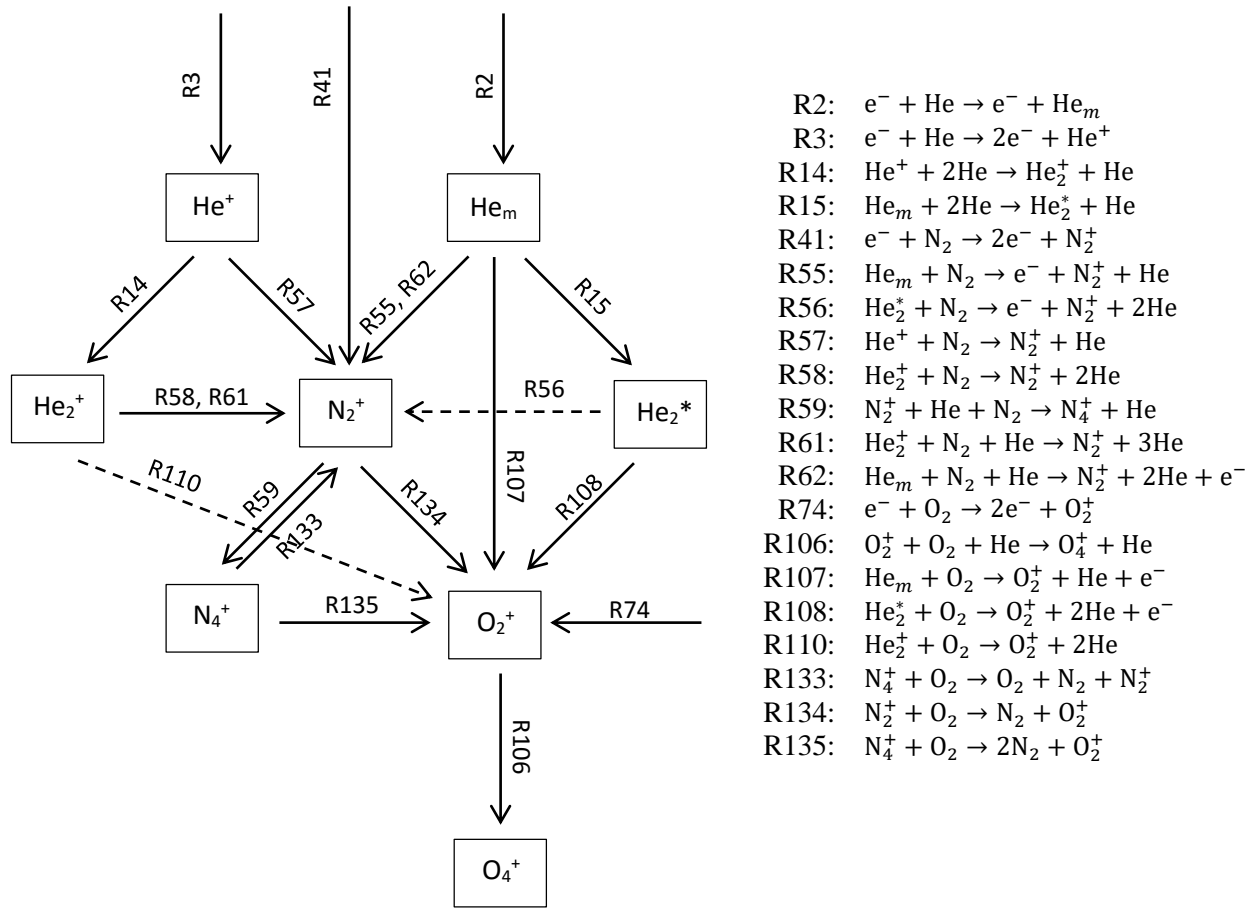 R3
R41
R2
He⁺
Heₘ
R14
R57
R55, R62
R15
He₂⁺
R58, R61
N₂⁺
R56
He₂*
R110
R59
R133
R134
R107
R108
N₄⁺
R135
O₂⁺
R74
R106
O₄⁺
R2: e⁻ + He → e⁻ + Heₘ
R3: e⁻ + He → 2e⁻ + He⁺
R14: He⁺ + 2He → He₂⁺ + He
R15: Heₘ + 2He → He₂* + He
R41: e⁻ + N₂ → 2e⁻ + N₂⁺
R55: Heₘ + N₂ → e⁻ + N₂⁺ + He
R56: He₂* + N₂ → e⁻ + N₂⁺ + 2He
R57: He⁺ + N₂ → N₂⁺ + He
R58: He₂⁺ + N₂ → N₂⁺ + 2He
R59: N₂⁺ + He + N₂ → N₄⁺ + He
R61: He₂⁺ + N₂ + He → N₂⁺ + 3He
R62: Heₘ + N₂ + He → N₂⁺ + 2He + e⁻
R74: e⁻ + O₂ → 2e⁻ + O₂⁺
R106: O₂⁺ + O₂ + He → O₄⁺ + He
R107: Heₘ + O₂ → O₂⁺ + He + e⁻
R108: He₂* + O₂ → O₂⁺ + 2He + e⁻
R110: He₂⁺ + O₂ → O₂⁺ + 2He
R133: N₄⁺ + O₂ → O₂ + N₂ + N₂⁺
R134: N₂⁺ + O₂ → N₂ + O₂⁺
R135: N₄⁺ + O₂ → 2N₂ + O₂⁺